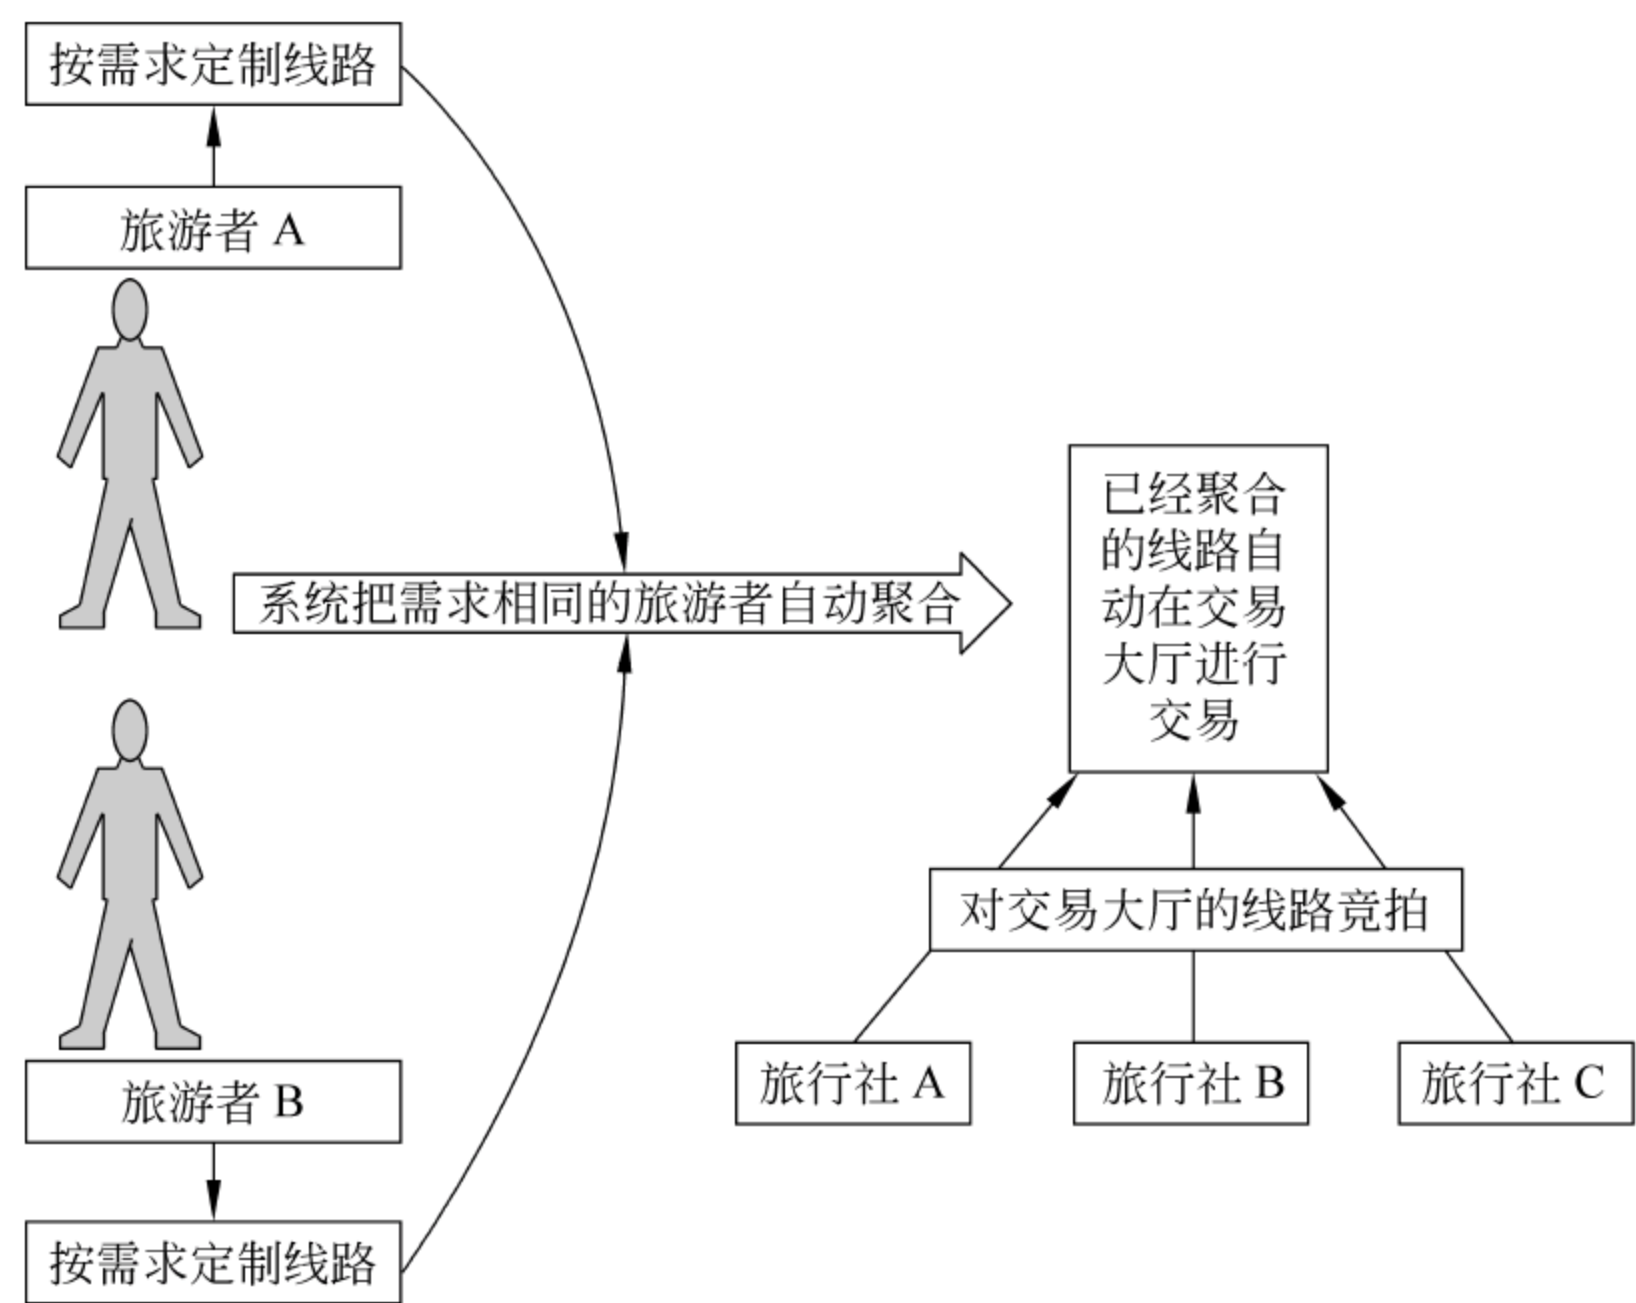 按需求定制线路
旅游者 A
系统把需求相同的旅游者自动聚合
旅游者 B
按需求定制线路
已经聚合
的线路自
动在交易
大厅进行
交易
对交易大厅的线路竞拍
旅行社 A
旅行社 B
旅行社 C